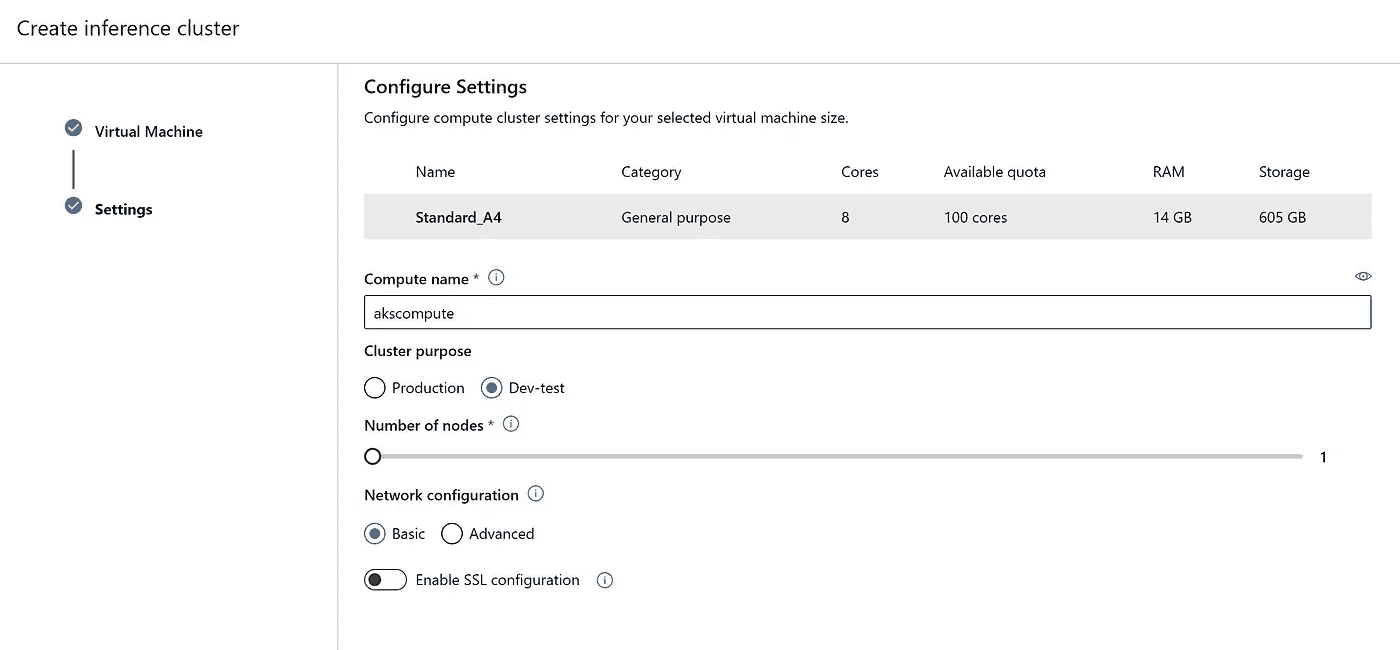 Create inference cluster
Virtual Machine
Settings
Configure Settings
Configure compute cluster settings for your selected virtual machine size.
Name Category Cores Available quota RAM Storage
Standard_A4 General purpose 8 100 cores 14 GB 605 GB
Compute name *
akscompute
Cluster purpose
Production Dev-test
Number of nodes *
1
Network configuration
Basic Advanced
Enable SSL configuration